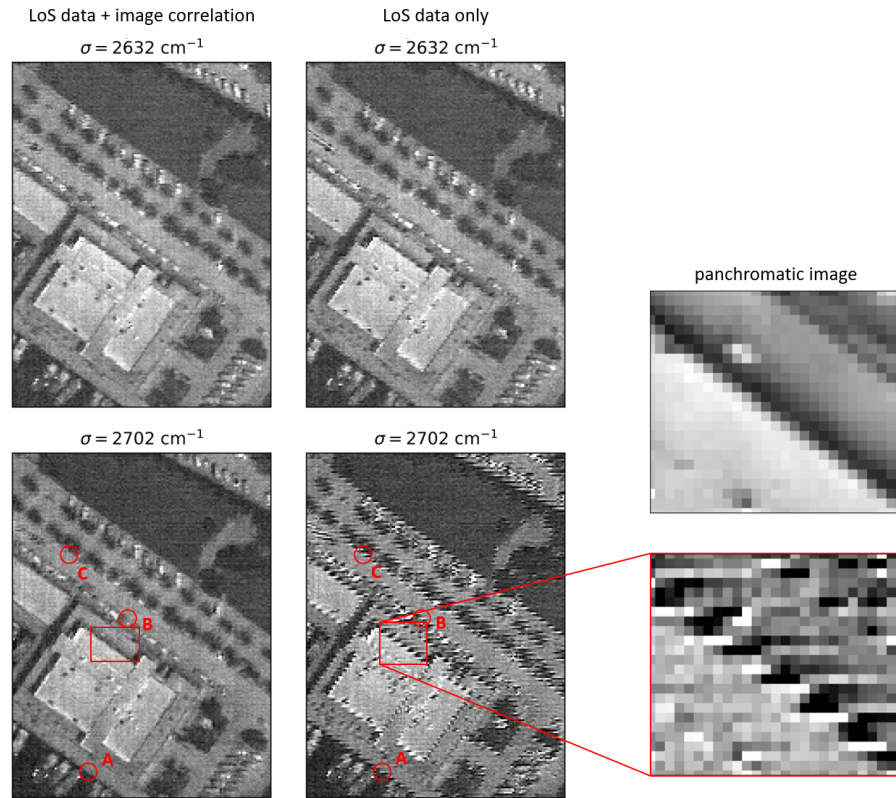 LoS data + image correlation
LoS data only
σ = 2632 cm⁻¹
σ = 2632 cm⁻¹
panchromatic image
σ = 2702 cm⁻¹
σ = 2702 cm⁻¹
C
C
B
B
A
A